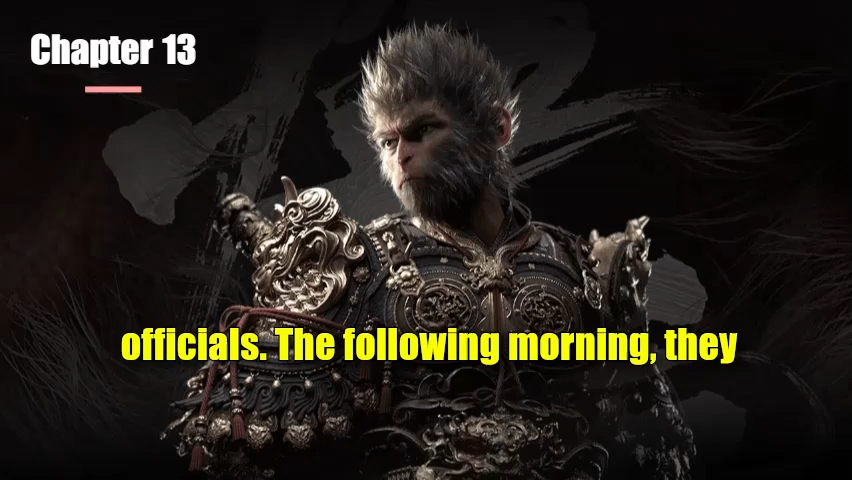 Chapter 13
officials. The following morning, they